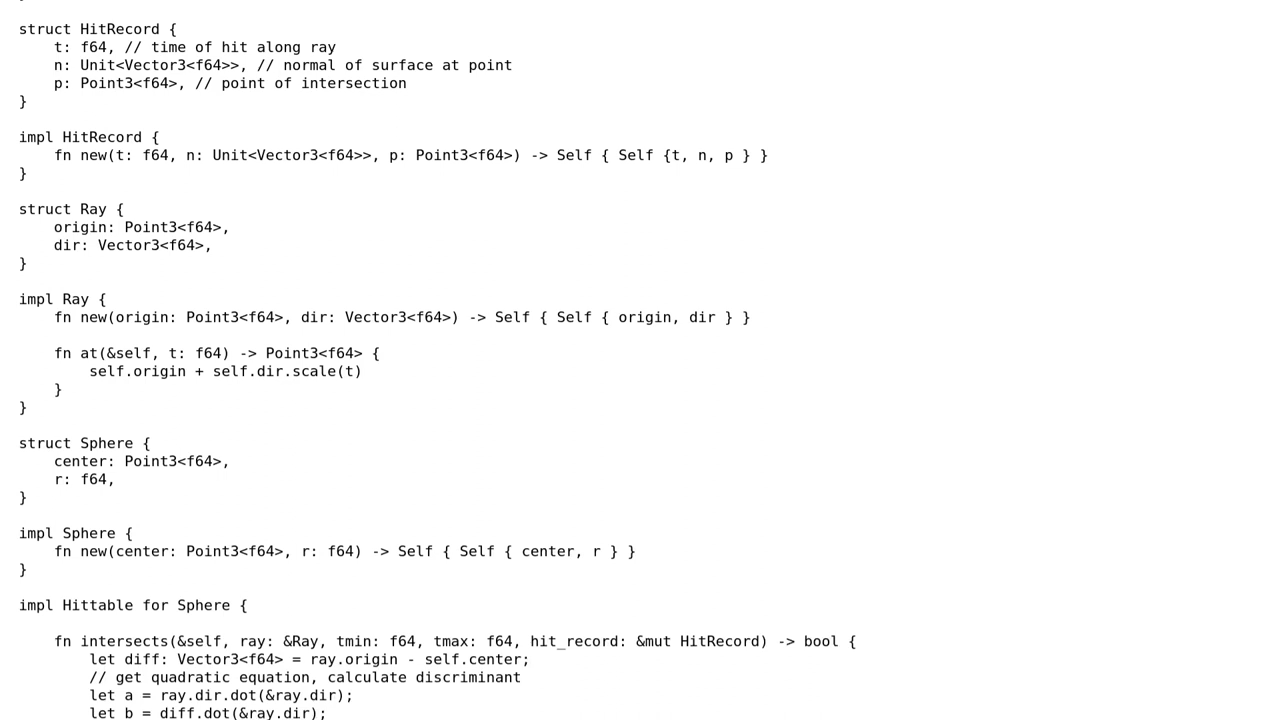 struct HitRecord {
    t: f64, // time of hit along ray
    n: Unit<Vector3<f64>>, // normal of surface at point
    p: Point3<f64>, // point of intersection
}
impl HitRecord {
    fn new(t: f64, n: Unit<Vector3<f64>>, p: Point3<f64>) -> Self { Self {t, n, p } }
}
struct Ray {
    origin: Point3<f64>,
    dir: Vector3<f64>,
}
impl Ray {
    fn new(origin: Point3<f64>, dir: Vector3<f64>) -> Self { Self { origin, dir } }
    fn at(&self, t: f64) -> Point3<f64> {
        self.origin + self.dir.scale(t)
    }
}
struct Sphere {
    center: Point3<f64>,
    r: f64,
}
impl Sphere {
    fn new(center: Point3<f64>, r: f64) -> Self { Self { center, r } }
}
impl Hittable for Sphere {
    fn intersects(&self, ray: &Ray, tmin: f64, tmax: f64, hit_record: &mut HitRecord) -> bool {
        let diff: Vector3<f64> = ray.origin - self.center;
        // get quadratic equation, calculate discriminant
        let a = ray.dir.dot(&ray.dir);
        let b = diff.dot(&ray.dir);